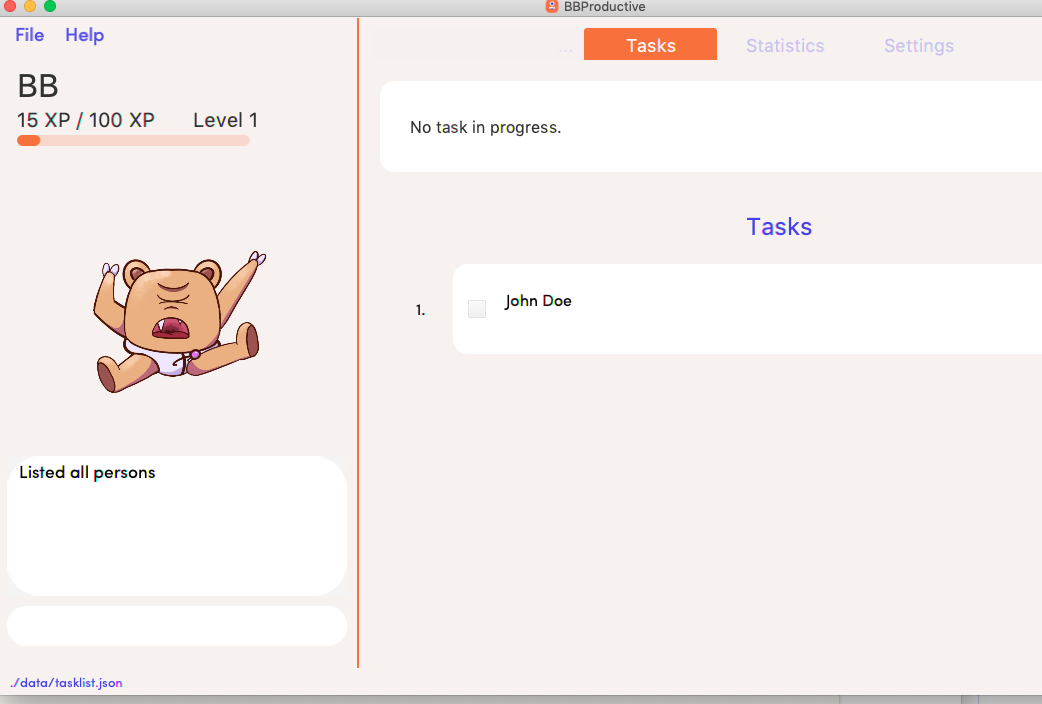 BBProductive
File Help
BB
15 XP / 100 XP Level 1
Listed all persons
./data/tasklist.json
... Tasks Statistics Settings
No task in progress.
Tasks
1. John Doe